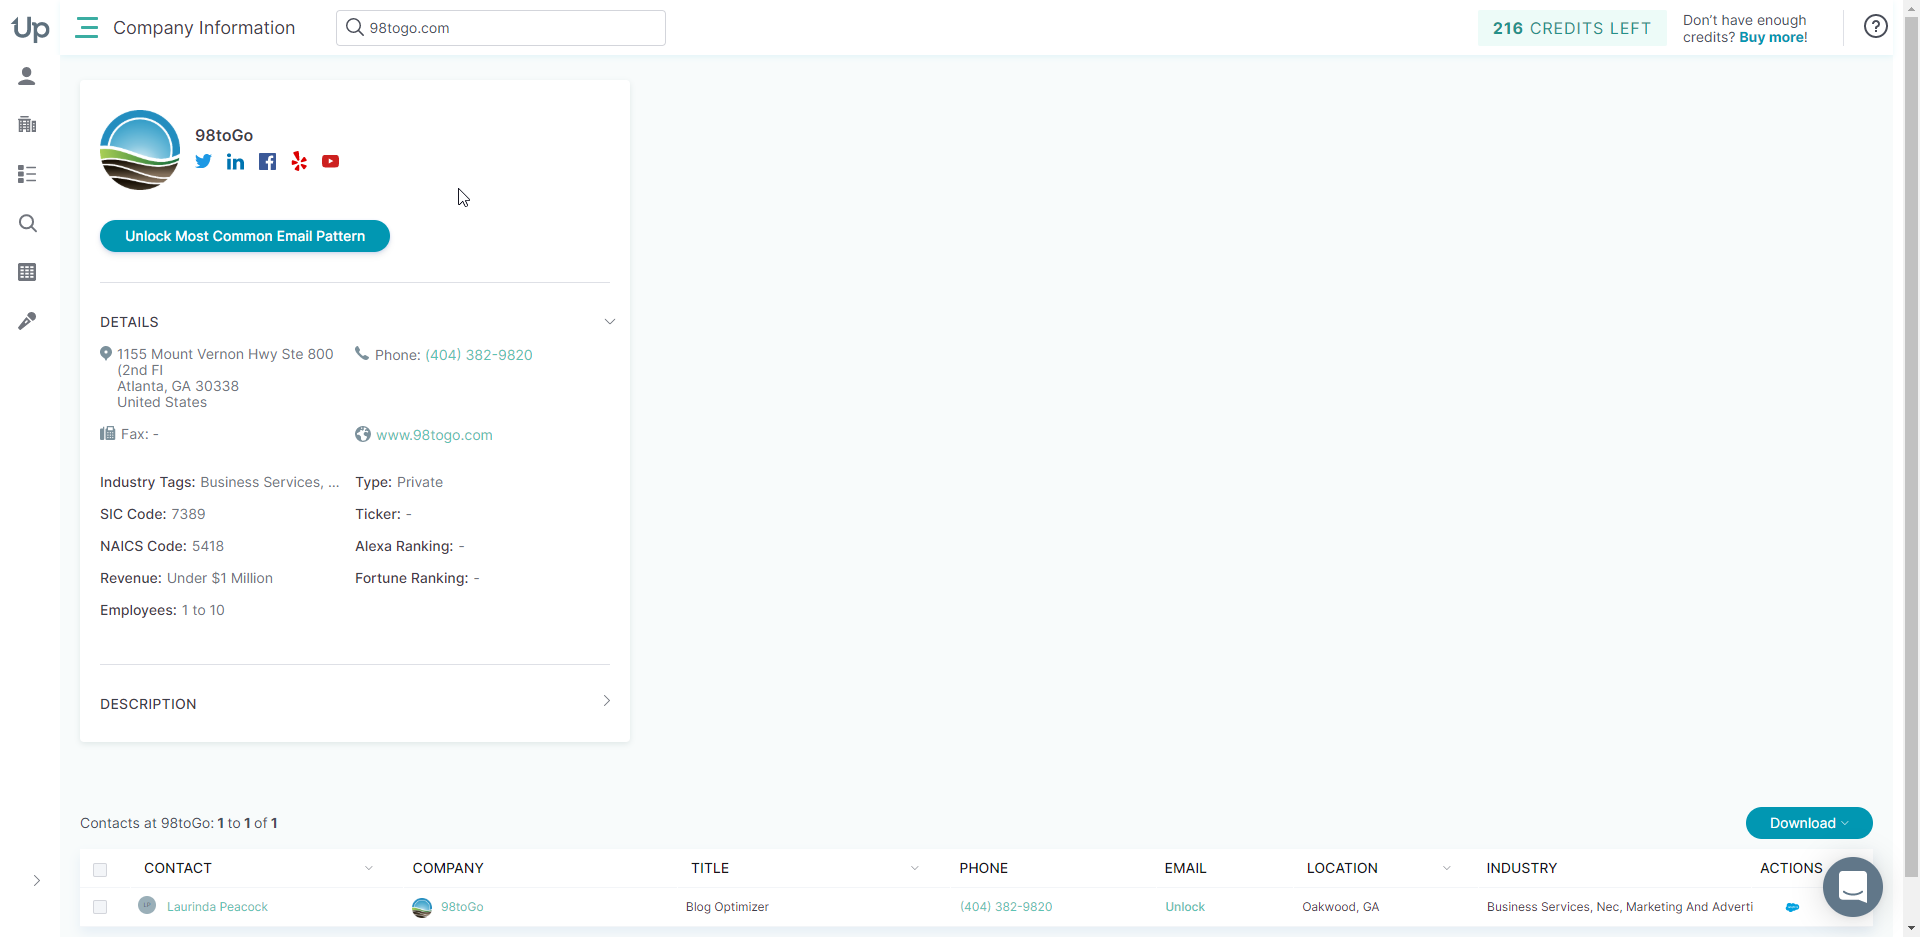 Up
Company Information
98togo.com
216 CREDITS LEFT
Don't have enough
credits? Buy more!
98toGo
Unlock Most Common Email Pattern
DETAILS
1155 Mount Vernon Hwy Ste 800
(2nd Fl
Atlanta, GA 30338
United States
Phone: (404) 382-9820
Fax: -
www.98togo.com
Industry Tags: Business Services, ...
Type: Private
SIC Code: 7389
Ticker: -
NAICS Code: 5418
Alexa Ranking: -
Revenue: Under $1 Million
Fortune Ranking: -
Employees: 1 to 10
DESCRIPTION
Contacts at 98toGo: 1 to 1 of 1
Download
CONTACT COMPANY TITLE PHONE EMAIL LOCATION INDUSTRY ACTIONS
LP Laurinda Peacock 98toGo Blog Optimizer (404) 382-9820 Unlock Oakwood, GA Business Services, Nec, Marketing And Adverti